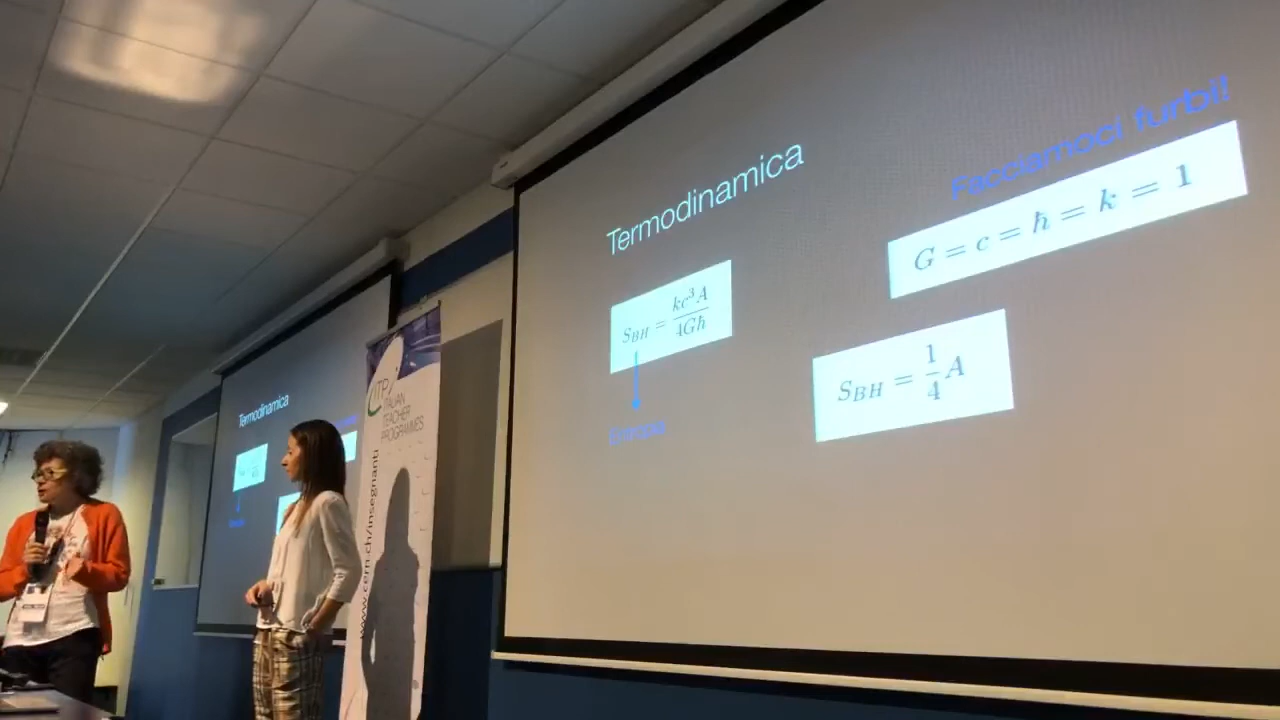 Termodinamica
Facciamoci furbi!
G = c = ħ = k = 1
S_BH = kc³A / 4Għ
S_BH = 1/4 A
Entropia
Termodinamica
ITP
ITALIAN
TEACHER
PROGRAMMES
www.cern.ch/insegnanti